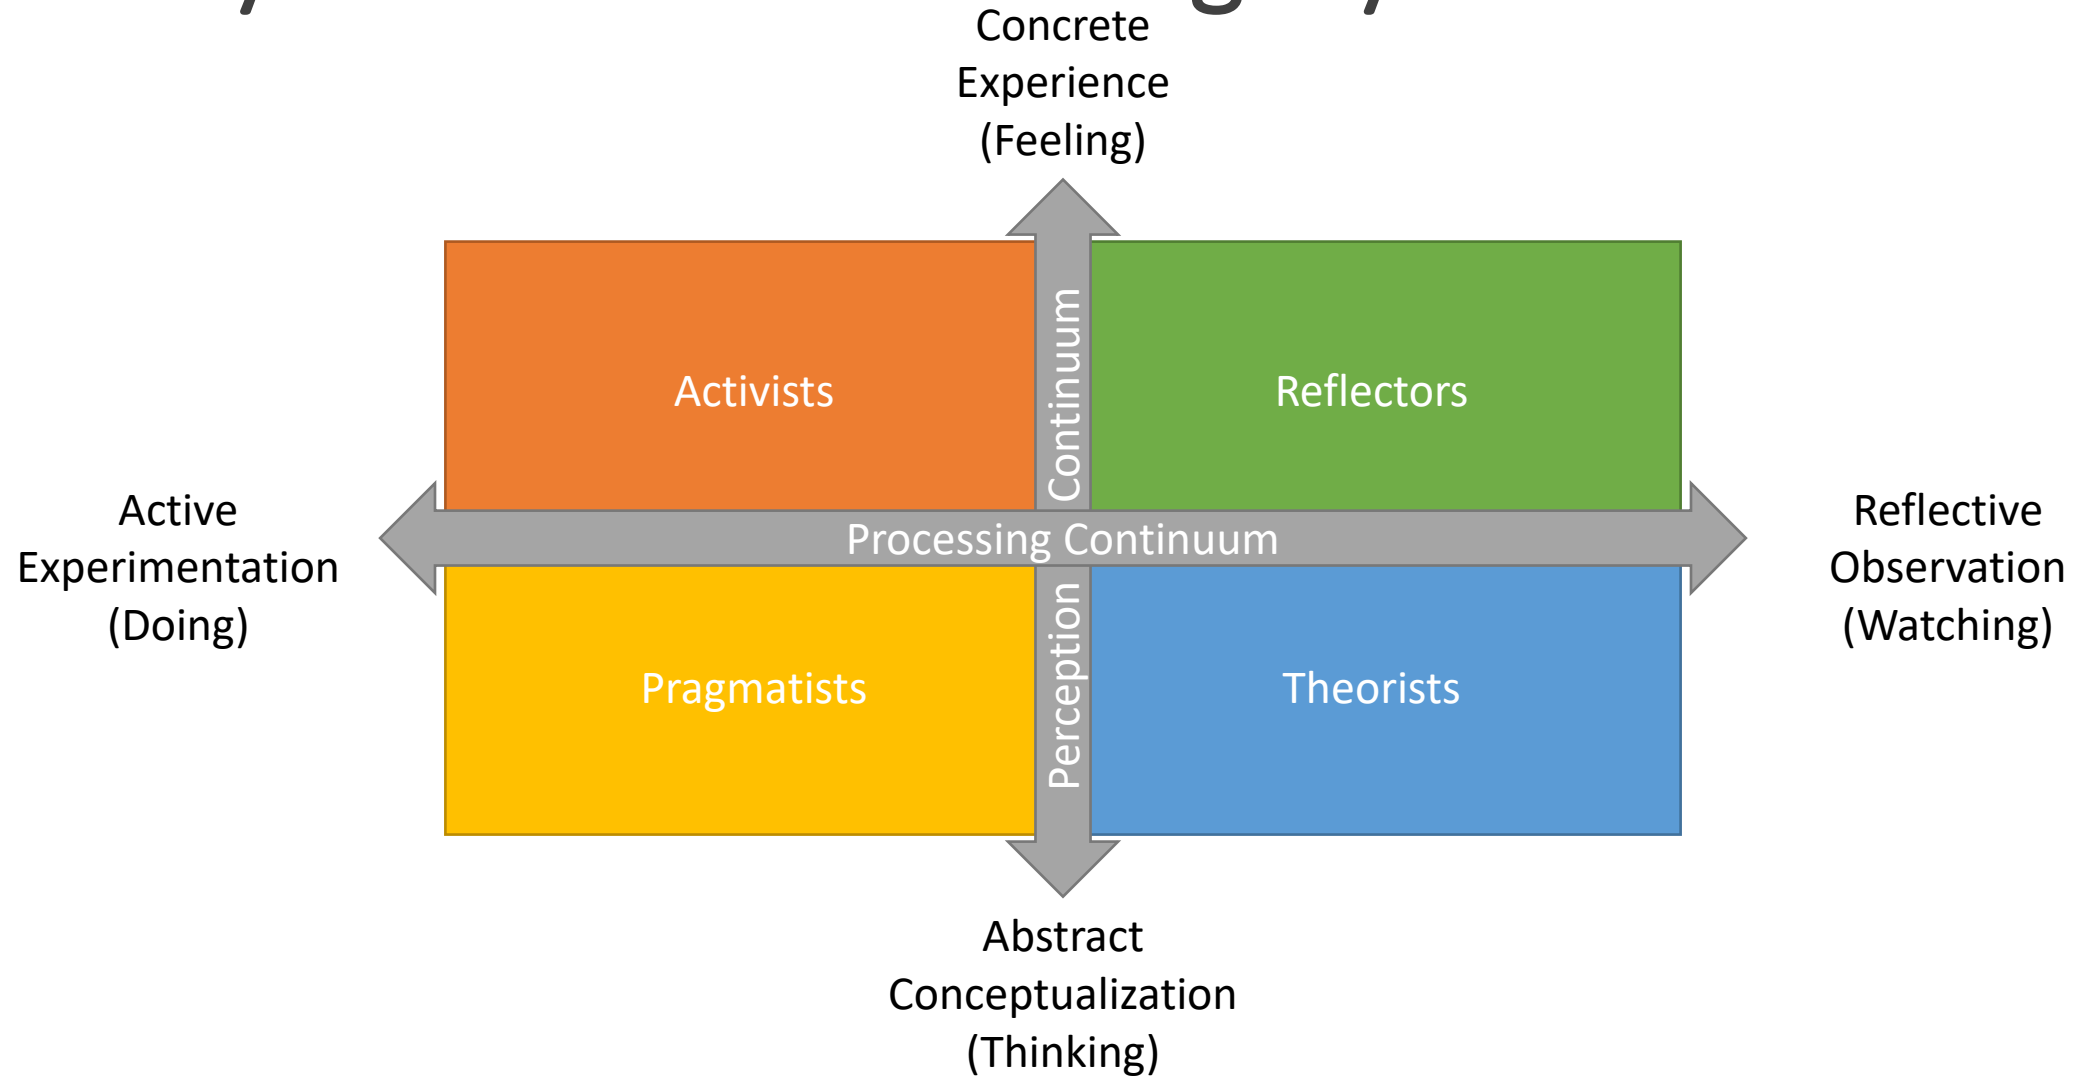 Concrete
Experience
(Feeling)
Activists
Reflectors
Perception Continuum
Active
Experimentation
(Doing)
Processing Continuum
Reflective
Observation
(Watching)
Pragmatists
Theorists
Abstract
Conceptualization
(Thinking)